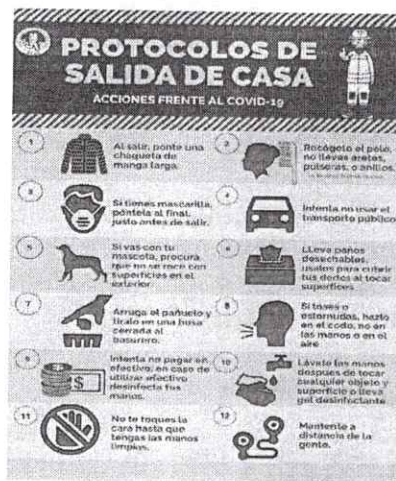 PROTOCOLOS DE
SALIDA DE CASA
ACCIONES FRENTE AL COVID-19
1
Al salir, ponte una
chaqueta de
manga larga.
2
Recógete el pelo,
no lleves aretes,
pulseras, o anillos.
3
Si tienes mascarilla,
póntela al final,
justo antes de salir.
4
Intenta no usar el
transporte público
5
Si vas con tu
mascota, procura
que no se roce con
superficies en el
exterior.
6
LLeva paños
desechables,
usalos para cubrir
tus dedos al tocar
superficies.
7
Arruga el pañuelo y
tíralo en una bosa
cerrada al
basurero.
8
Si toses o
estornudas, hazlo
en el codo, no en
las manos o en el
aire
9
Intenta no pagar en
efectivo, en caso de
utilizar efectivo
desinfecta tus
manos.
10
Lávate las manos
despues de tocar
cualquier objeto y
superficie o lleva
gel desinfectante
11
No te toques la
cara hasta que
tengas las manos
limpias.
12
Mantente a
distancia de la
gente.